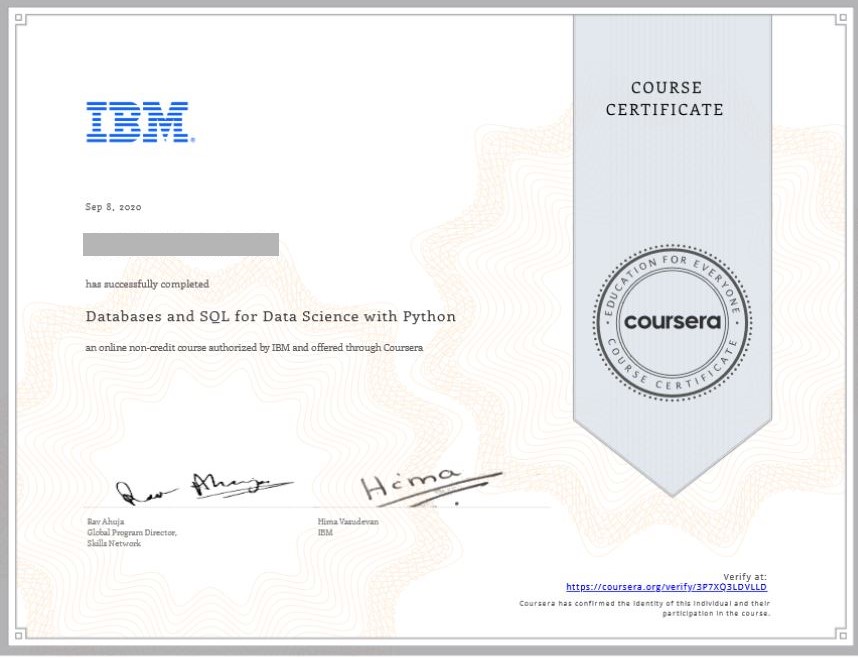 COURSE
CERTIFICATE
IBM
Sep 8, 2020
has successfully completed
Databases and SQL for Data Science with Python
an online non-credit course authorized by IBM and offered through Coursera
EDUCATION FOR EVERYONE
coursera
COURSE CERTIFICATE
Rav Ahuja
Hima
Rav Ahuja
Global Program Director,
Skills Network
Hima Vasudevan
IBM
Verify at:
https://coursera.org/verify/3P7XQ3LDVLLD
Coursera has confirmed the identity of this individual and their
participation in the course.